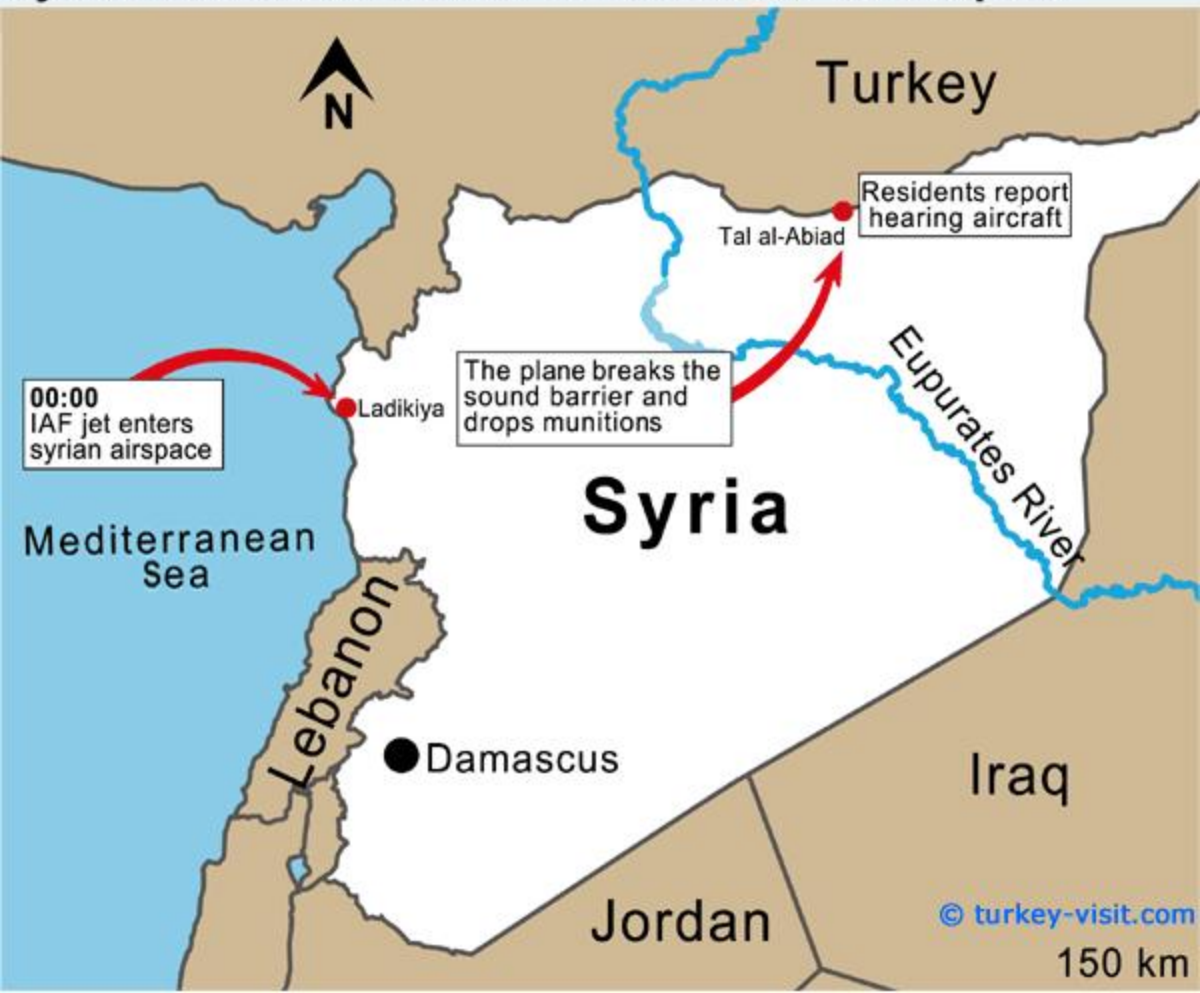 N
Turkey
Residents report
hearing aircraft
Tal al-Abiad
00:00
IAF jet enters
syrian airspace
Ladikiya
The plane breaks the
sound barrier and
drops munitions
Eupurates River
Syria
Mediterranean
Sea
Lebanon
Damascus
Iraq
Jordan
© turkey-visit.com
150 km